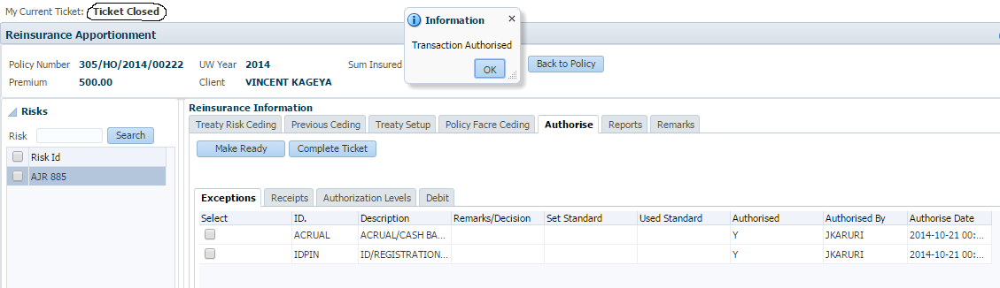 My Current Ticket: Ticket Closed
Information
Reinsurance Apportionment
Transaction Authorised
OK
Policy Number 305/HO/2014/00222 UW Year 2014 Sum Insured Back to Policy
Premium 500.00 Client VINCENT KAGEYA
Risks
Risk Search
Risk Id
AJR 885
Reinsurance Information
Treaty Risk Ceding Previous Ceding Treaty Setup Policy Facre Ceding Authorise Reports Remarks
Make Ready Complete Ticket
Exceptions Receipts Authorization Levels Debit
Select ID. Description Remarks/Decision Set Standard Used Standard Authorised Authorised By Authorise Date
ACRUAL ACRUAL/CASH BA... Y JKARURI 2014-10-21 00:...
IDPIN ID/REGISTRATION... Y JKARURI 2014-10-21 00:...